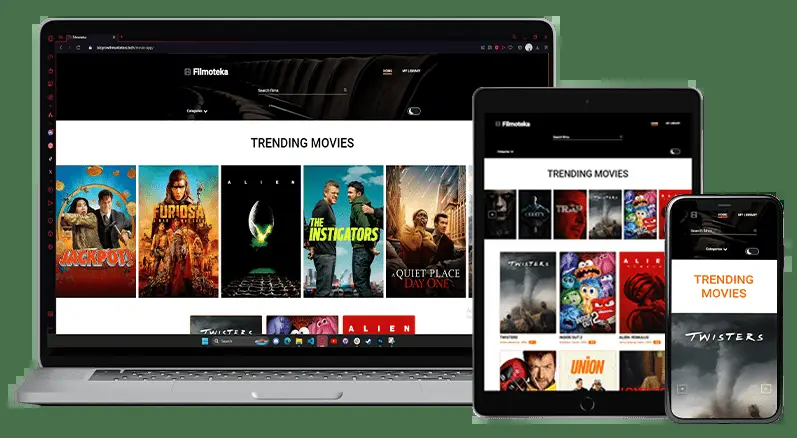 Filmoteka
Filmoteka
HOME
MY LIBRARY
Search films
Categories
TRENDING MOVIES
JACKPOT!
FURIOSA
ALIEN
THE
INSTIGATORS
A QUIET PLACE
DAY ONE
TWISTERS
ALIEN
Search
Filmoteka
HOME
MY LIBRARY
Search films
Categories
TRENDING MOVIES
TRAP
TWISTERS
ALIEN
TWISTERS
INSIDE OUT 2
ALIEN: ROMULUS
UNION
HOME
MY LIBRARY
Search films
Categories
TRENDING
MOVIES
TWISTERS